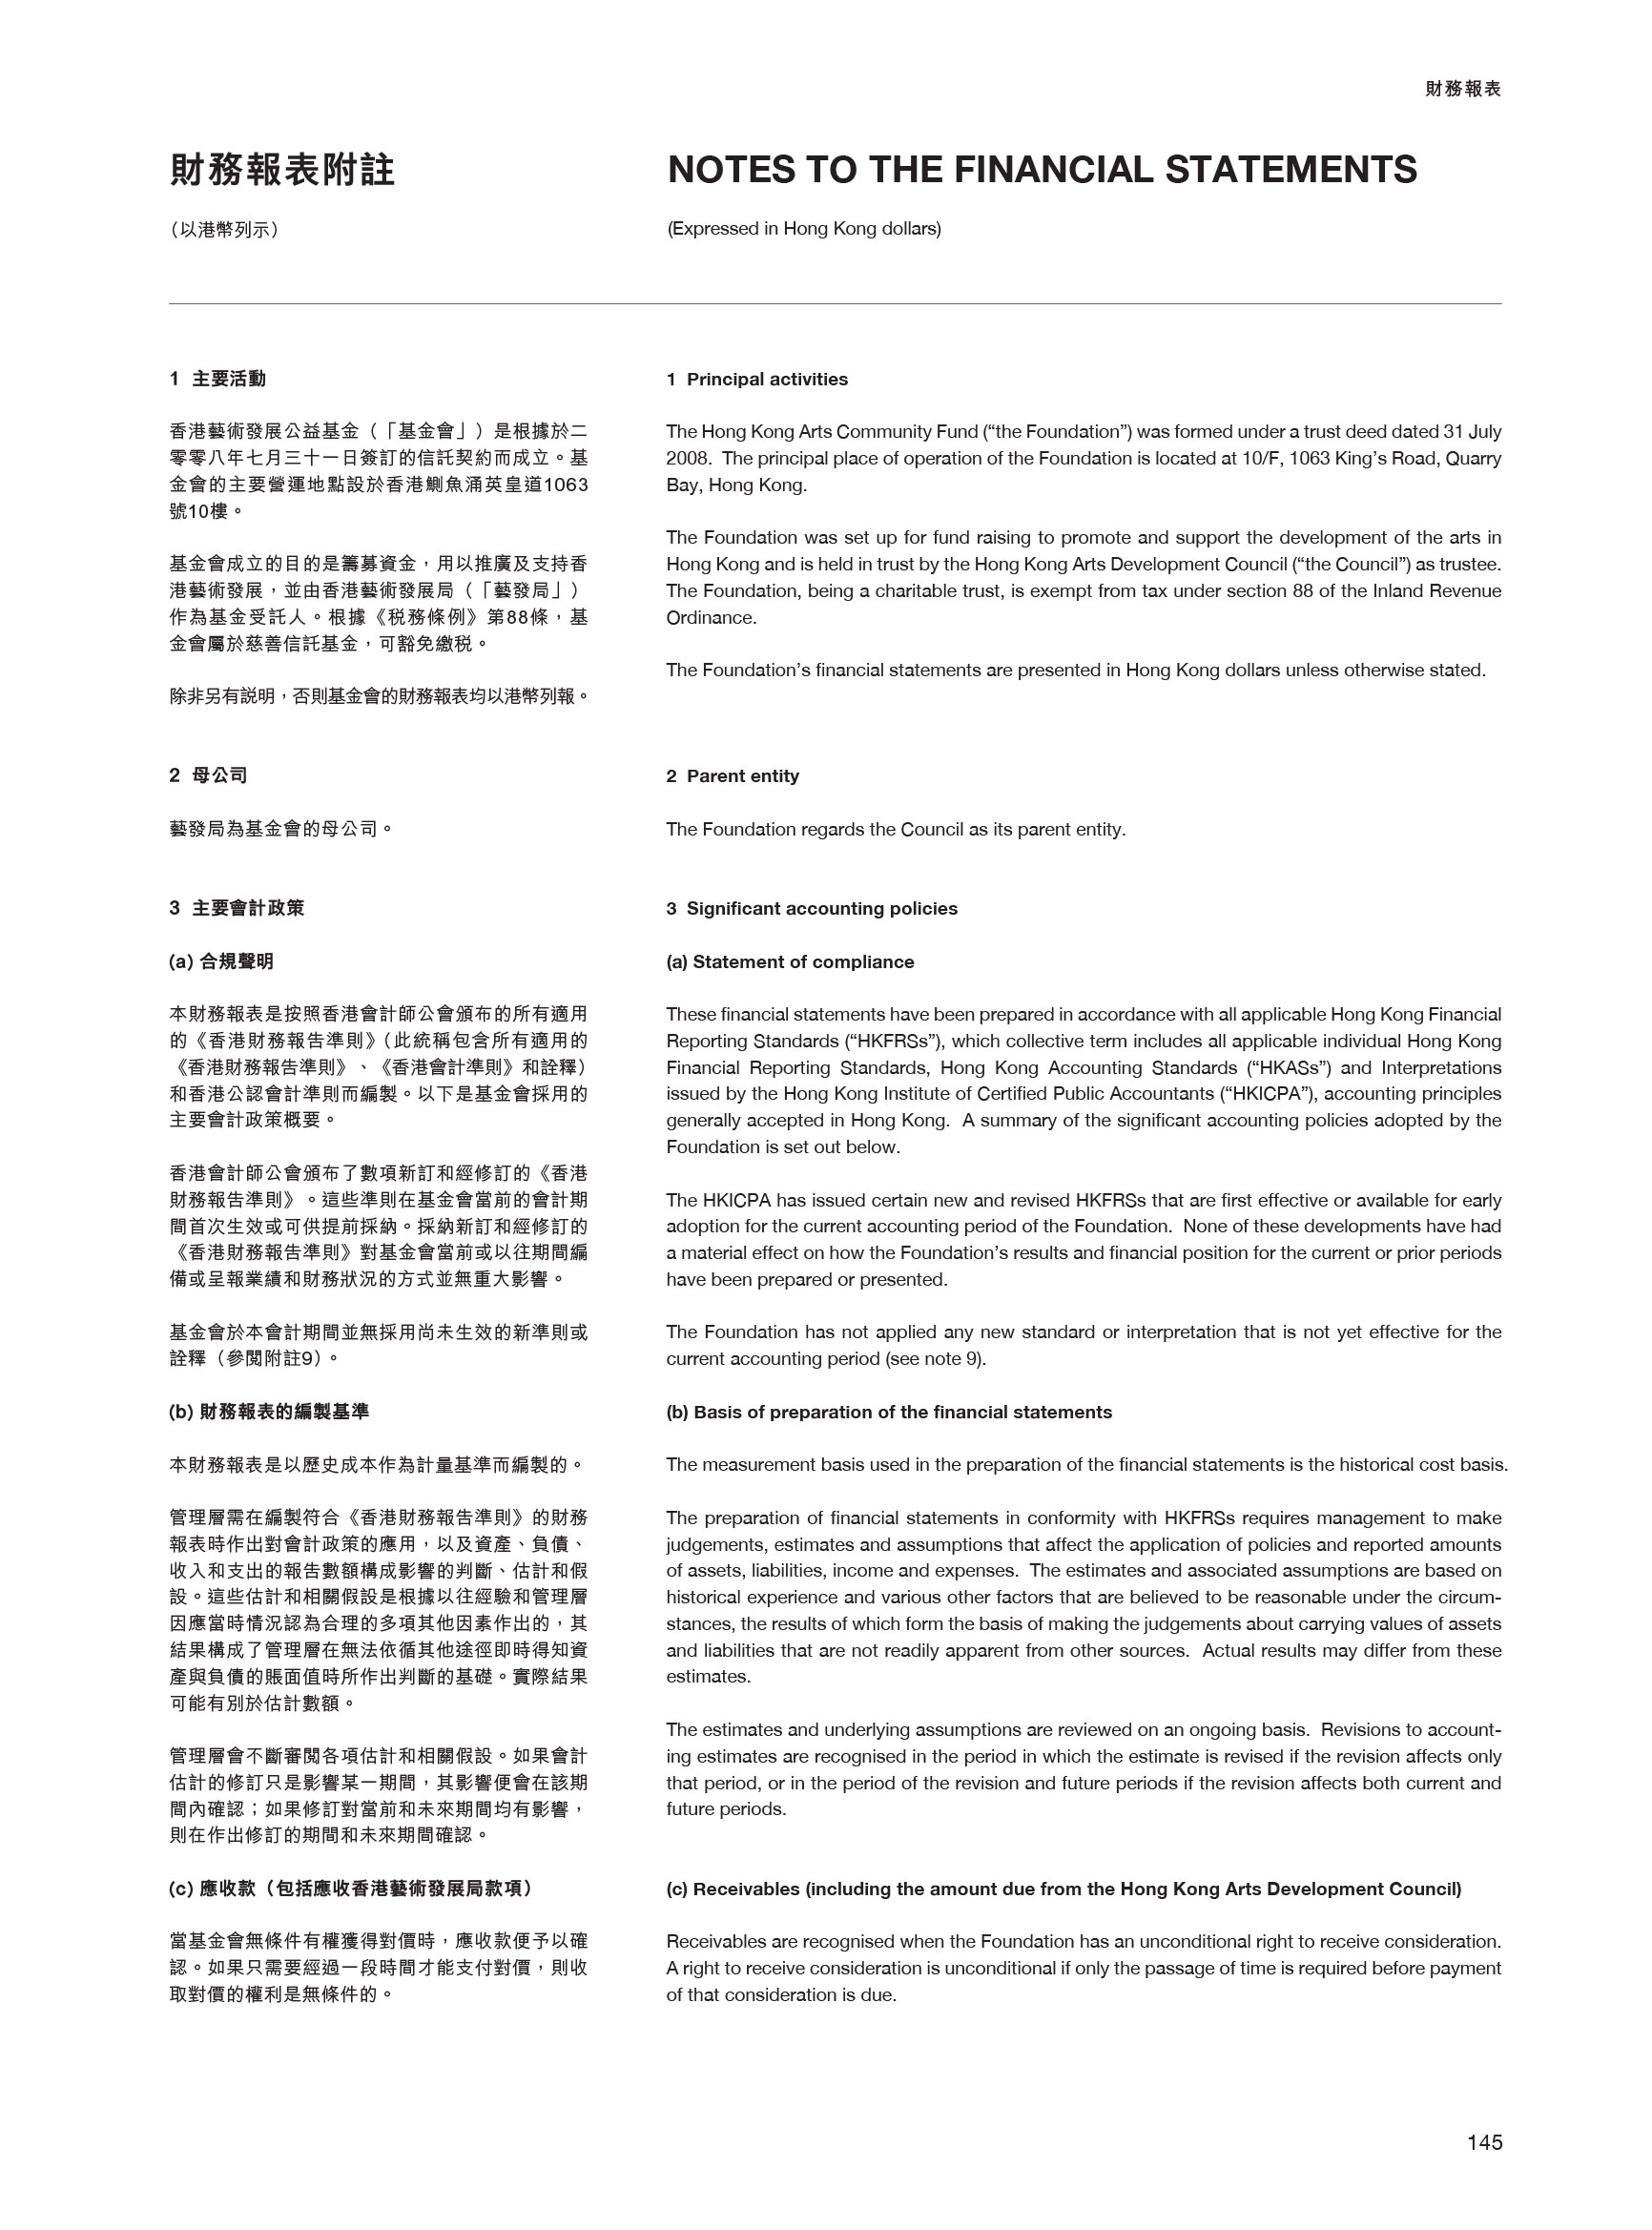 財務報表
財務報表附註
（以港幣列示）
NOTES TO THE FINANCIAL STATEMENTS
(Expressed in Hong Kong dollars)
1 主要活動
香港藝術發展公益基金（「基金會」）是根據於二
零零八年七月三十一日簽訂的信託契約而成立。基
金會的主要營運地點設於香港鰂魚涌英皇道1063
號10樓。
基金會成立的目的是籌募資金，用以推廣及支持香
港藝術發展，並由香港藝術發展局（「藝發局」）
作為基金受託人。根據《稅務條例》第88條，基
金會屬於慈善信託基金，可豁免繳稅。
除非另有說明，否則基金會的財務報表均以港幣列報。
2 母公司
藝發局為基金會的母公司。
3 主要會計政策
(a) 合規聲明
本財務報表是按照香港會計師公會頒布的所有適用
的《香港財務報告準則》（此統稱包含所有適用的
《香港財務報告準則》、《香港會計準則》和詮釋）
和香港公認會計準則而編製。以下是基金會採用的
主要會計政策概要。
香港會計師公會頒布了數項新訂和經修訂的《香港
財務報告準則》。這些準則在基金會當前的會計期
間首次生效或可供提前採納。採納新訂和經修訂的
《香港財務報告準則》對基金會當前或以往期間編
備或呈報業績和財務狀況的方式並無重大影響。
基金會於本會計期間並無採用尚未生效的新準則或
詮釋（參閱附註9）。
(b) 財務報表的編製基準
本財務報表是以歷史成本作為計量基準而編製的。
管理層需在編製符合《香港財務報告準則》的財務
報表時作出對會計政策的應用，以及資產、負債、
收入和支出的報告數額構成影響的判斷、估計和假
設。這些估計和相關假設是根據以往經驗和管理層
因應當時情況認為合理的多項其他因素作出的，其
結果構成了管理層在無法依循其他途徑即時得知資
產與負債的賬面值時所作出判斷的基礎。實際結果
可能有別於估計數額。
管理層會不斷審閱各項估計和相關假設。如果會計
估計的修訂只是影響某一期間，其影響便會在該期
間內確認；如果修訂對當前和未來期間均有影響，
則在作出修訂的期間和未來期間確認。
(c) 應收款（包括應收香港藝術發展局款項）
當基金會無條件有權獲得對價時，應收款便予以確
認。如果只需要經過一段時間才能支付對價，則收
取對價的權利是無條件的。
1 Principal activities
The Hong Kong Arts Community Fund (“the Foundation”) was formed under a trust deed dated 31 July
2008. The principal place of operation of the Foundation is located at 10/F, 1063 King’s Road, Quarry
Bay, Hong Kong.
The Foundation was set up for fund raising to promote and support the development of the arts in
Hong Kong and is held in trust by the Hong Kong Arts Development Council (“the Council”) as trustee.
The Foundation, being a charitable trust, is exempt from tax under section 88 of the Inland Revenue
Ordinance.
The Foundation’s financial statements are presented in Hong Kong dollars unless otherwise stated.
2 Parent entity
The Foundation regards the Council as its parent entity.
3 Significant accounting policies
(a) Statement of compliance
These financial statements have been prepared in accordance with all applicable Hong Kong Financial
Reporting Standards (“HKFRSs”), which collective term includes all applicable individual Hong Kong
Financial Reporting Standards, Hong Kong Accounting Standards (“HKASs”) and Interpretations
issued by the Hong Kong Institute of Certified Public Accountants (“HKICPA”), accounting principles
generally accepted in Hong Kong. A summary of the significant accounting policies adopted by the
Foundation is set out below.
The HKICPA has issued certain new and revised HKFRSs that are first effective or available for early
adoption for the current accounting period of the Foundation. None of these developments have had
a material effect on how the Foundation’s results and financial position for the current or prior periods
have been prepared or presented.
The Foundation has not applied any new standard or interpretation that is not yet effective for the
current accounting period (see note 9).
(b) Basis of preparation of the financial statements
The measurement basis used in the preparation of the financial statements is the historical cost basis.
The preparation of financial statements in conformity with HKFRSs requires management to make
judgements, estimates and assumptions that affect the application of policies and reported amounts
of assets, liabilities, income and expenses. The estimates and associated assumptions are based on
historical experience and various other factors that are believed to be reasonable under the circum-
stances, the results of which form the basis of making the judgements about carrying values of assets
and liabilities that are not readily apparent from other sources. Actual results may differ from these
estimates.
The estimates and underlying assumptions are reviewed on an ongoing basis. Revisions to account-
ing estimates are recognised in the period in which the estimate is revised if the revision affects only
that period, or in the period of the revision and future periods if the revision affects both current and
future periods.
(c) Receivables (including the amount due from the Hong Kong Arts Development Council)
Receivables are recognised when the Foundation has an unconditional right to receive consideration.
A right to receive consideration is unconditional if only the passage of time is required before payment
of that consideration is due.
145